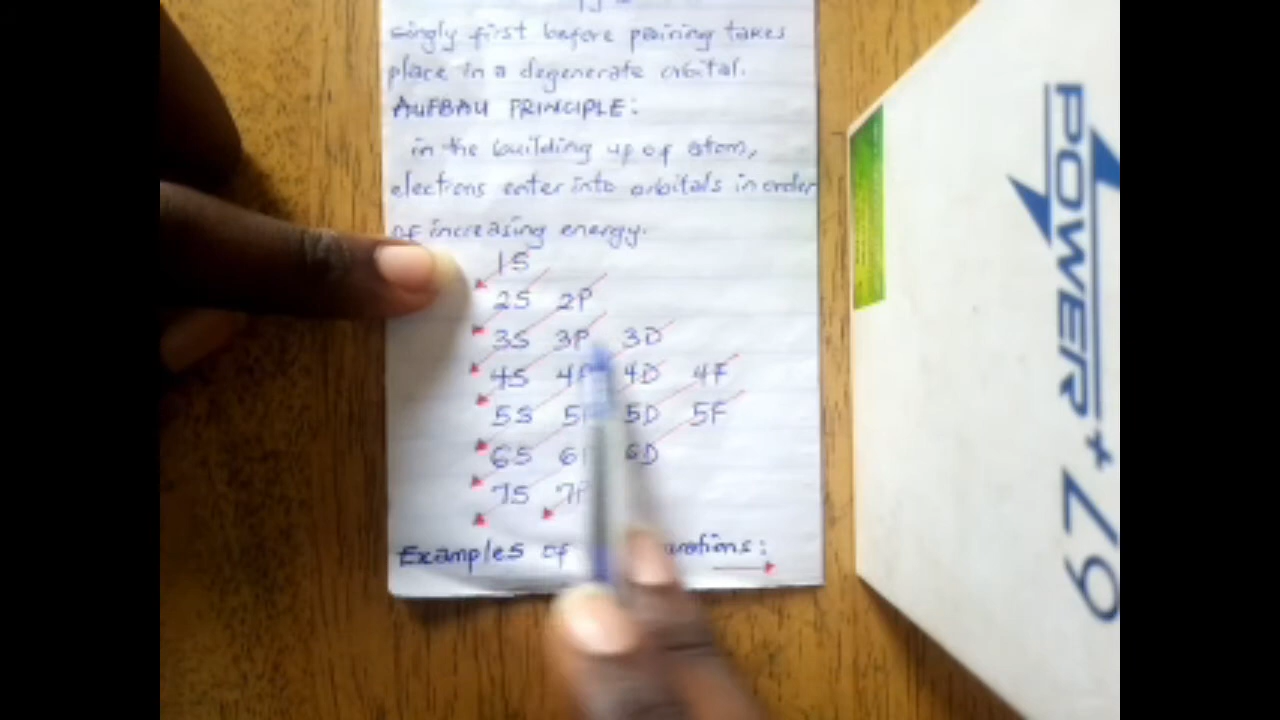 singly first before pairing takes
place in a degenerate orbital.
AUFBAU PRINCIPLE:
in the building up of atom,
electrons enter into orbitals in order
of increasing energy.
1S
2S 2P
3S 3P 3D
4S 4P 4D 4F
5S 5D 5F
6S 6D
7S 7P
Examples of
POWER+